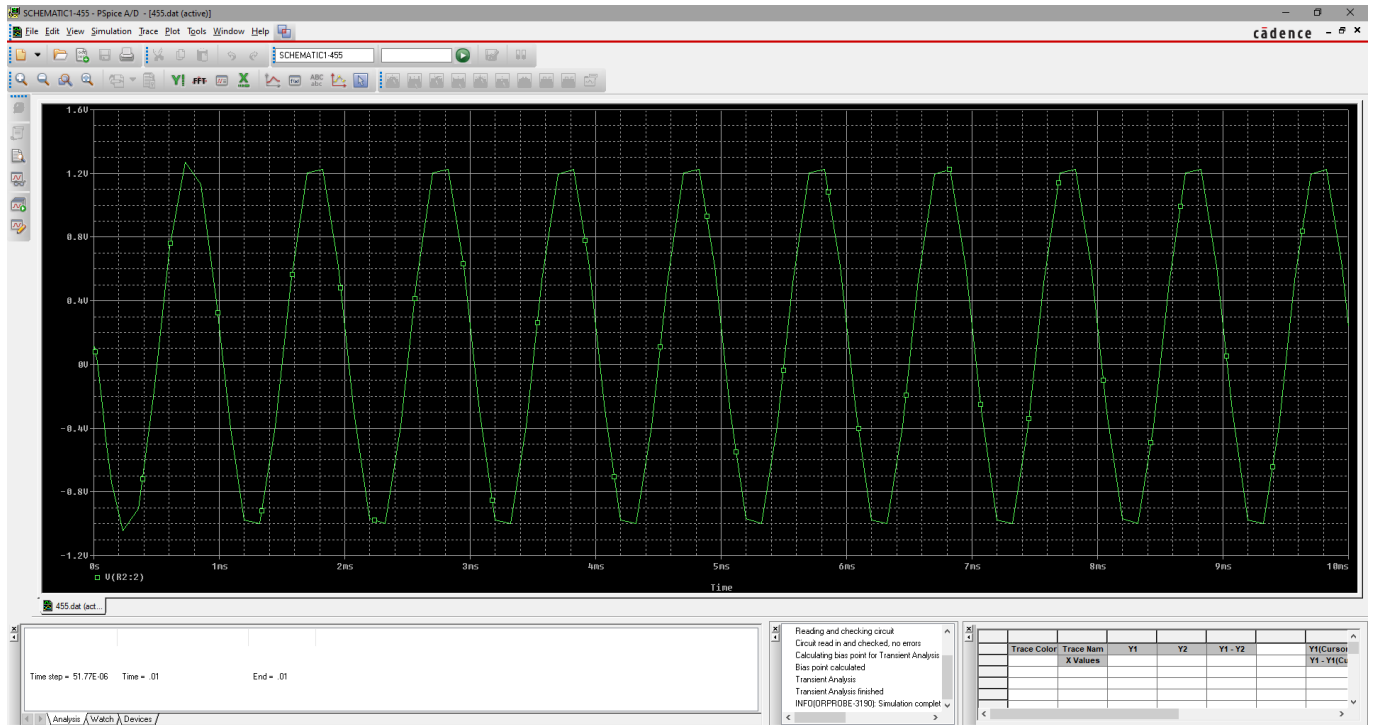 SCHEMATIC1-455 - PSpice A/D - [455.dat (active)]
File Edit View Simulation Trace Plot Tools Window Help
cādence
SCHEMATIC1-455
FFT
ABC
abc
1.6V
1.2V
0.8V
0.4V
0V
-0.4V
-0.8V
-1.2V
0s 1ms 2ms 3ms 4ms 5ms 6ms 7ms 8ms 9ms 10ms
V(R2:2)
Time
455.dat (act...
Time step = 51.77E-06 Time = .01 End = .01
Analysis Watch Devices
Reading and checking circuit
Circuit read in and checked, no errors
Calculating bias point for Transient Analysis
Bias point calculated
Transient Analysis
Transient Analysis finished
INFO(ORPROBE-3190): Simulation complet
Trace Color Trace Nam Y1 Y2 Y1 - Y2 Y1(Cursor
X Values Y1 - Y1(Cu